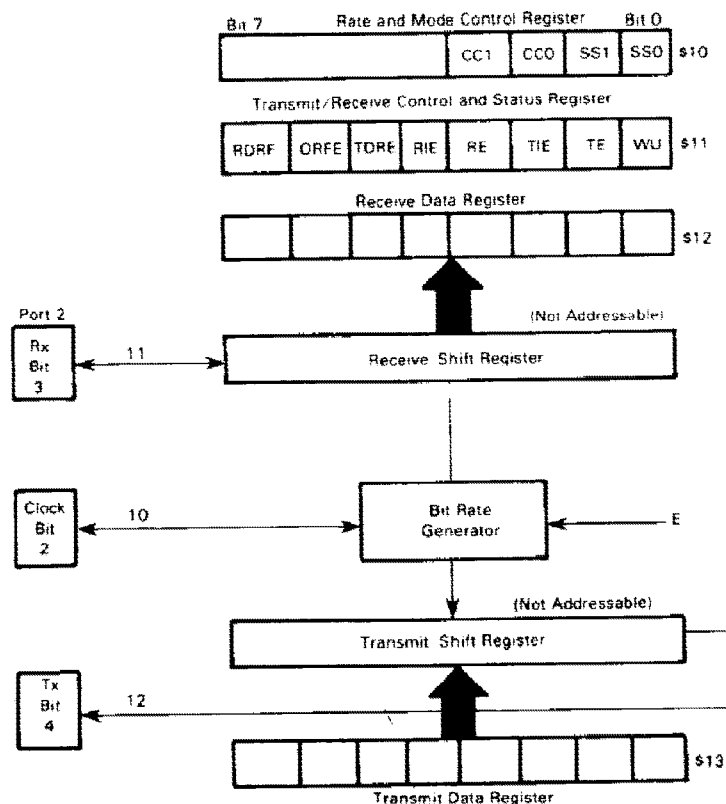 Bit 7 Rate and Mode Control Register Bit 0
CC1 CC0 SS1 SS0 $10
Transmit/Receive Control and Status Register
RDRF ORFE TDRE RIE RE TIE TE WU $11
Receive Data Register
$12
(Not Addressable)
Port 2
Rx
Bit
3
11
Receive Shift Register
Clock
Bit
2
10
Bit Rate
Generator
E
(Not Addressable)
Transmit Shift Register
Tx
Bit
4
12
$13
Transmit Data Register